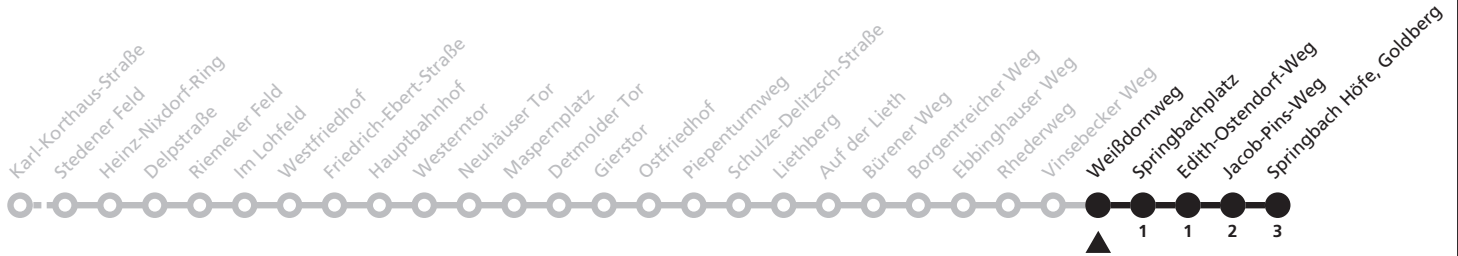 Karl-Korthaus-Straße
Stedener Feld
Heinz-Nixdorf-Ring
Delpstraße
Riemeker Feld
Im Lohfeld
Westfriedhof
Friedrich-Ebert-Straße
Hauptbahnhof
Westerntor
Neuhäuser Tor
Maspernplatz
Detmolder Tor
Gierstor
Ostfriedhof
Piepenturmweg
Schulze-Delitzsch-Straße
Liethberg
Auf der Lieth
Bürener Weg
Borgentreicher Weg
Ebbinghauser Weg
Rhederweg
Vinsebecker Weg
Weißdornweg
Springbachplatz
Edith-Ostendorf-Weg
Jacob-Pins-Weg
Springbach Höfe, Goldberg
1 1 2 3